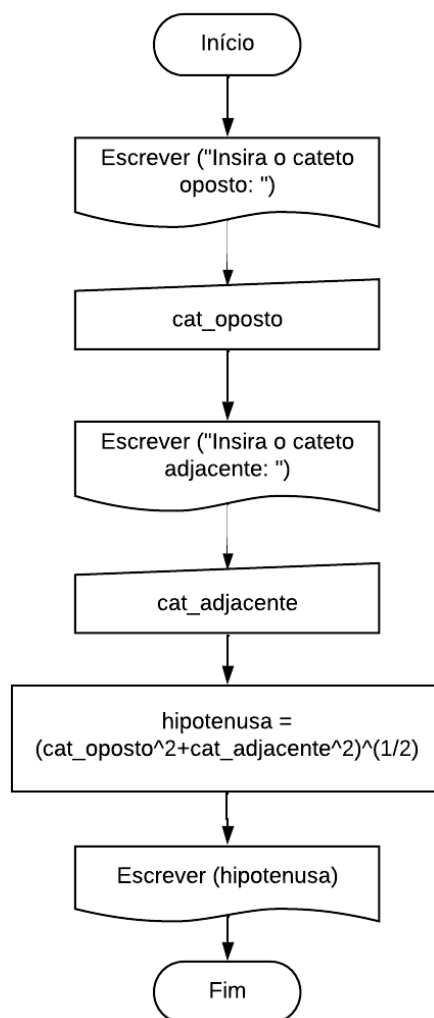 Início
Escrever ("Insira o cateto
oposto: ")
cat_oposto
Escrever ("Insira o cateto
adjacente: ")
cat_adjacente
hipotenusa =
(cat_oposto^2+cat_adjacente^2)^(1/2)
Escrever (hipotenusa)
Fim